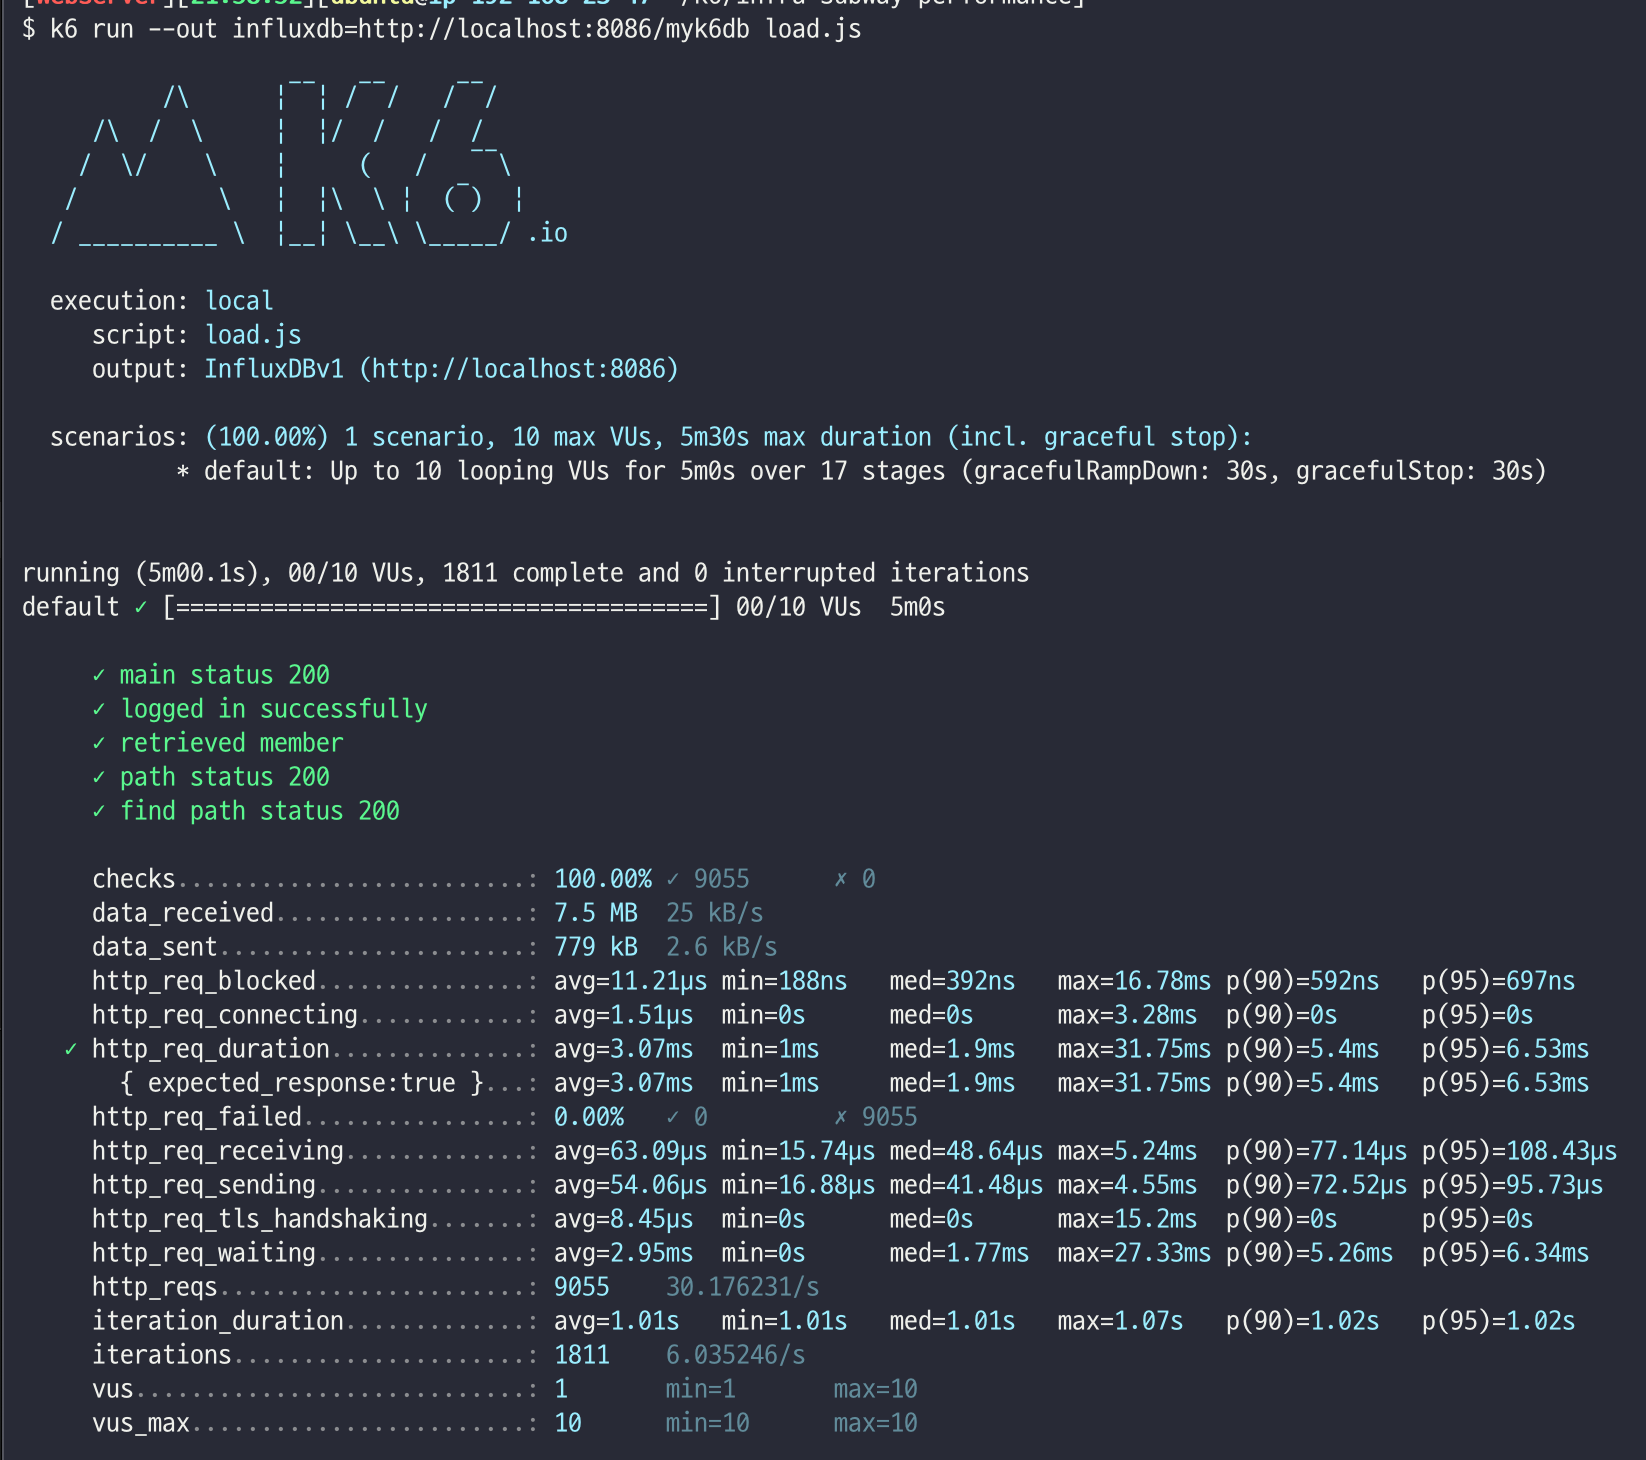 $ k6 run --out influxdb=http://localhost:8086/myk6db load.js
.io
execution: local
script: load.js
output: InfluxDBv1 (http://localhost:8086)
scenarios: (100.00%) 1 scenario, 10 max VUs, 5m30s max duration (incl. graceful stop):
* default: Up to 10 looping VUs for 5m0s over 17 stages (gracefulRampDown: 30s, gracefulStop: 30s)
running (5m00.1s), 00/10 VUs, 1811 complete and 0 interrupted iterations
default ✓ [======================================] 00/10 VUs  5m0s
✓ main status 200
✓ logged in successfully
✓ retrieved member
✓ path status 200
✓ find path status 200
checks.........................: 100.00% ✓ 9055      ✗ 0
data_received..................: 7.5 MB  25 kB/s
data_sent......................: 779 kB  2.6 kB/s
http_req_blocked...............: avg=11.21µs min=188ns   med=392ns   max=16.78ms p(90)=592ns   p(95)=697ns
http_req_connecting............: avg=1.51µs  min=0s      med=0s      max=3.28ms  p(90)=0s      p(95)=0s
✓ http_req_duration..............: avg=3.07ms  min=1ms     med=1.9ms   max=31.75ms p(90)=5.4ms   p(95)=6.53ms
{ expected_response:true }...: avg=3.07ms  min=1ms     med=1.9ms   max=31.75ms p(90)=5.4ms   p(95)=6.53ms
http_req_failed................: 0.00%   ✓ 0         ✗ 9055
http_req_receiving.............: avg=63.09µs min=15.74µs med=48.64µs max=5.24ms  p(90)=77.14µs p(95)=108.43µs
http_req_sending...............: avg=54.06µs min=16.88µs med=41.48µs max=4.55ms  p(90)=72.52µs p(95)=95.73µs
http_req_tls_handshaking.......: avg=8.45µs  min=0s      med=0s      max=15.2ms  p(90)=0s      p(95)=0s
http_req_waiting...............: avg=2.95ms  min=0s      med=1.77ms  max=27.33ms p(90)=5.26ms  p(95)=6.34ms
http_reqs......................: 9055    30.176231/s
iteration_duration.............: avg=1.01s   min=1.01s   med=1.01s   max=1.07s   p(90)=1.02s   p(95)=1.02s
iterations.....................: 1811    6.035246/s
vus............................: 1       min=1       max=10
vus_max........................: 10      min=10      max=10